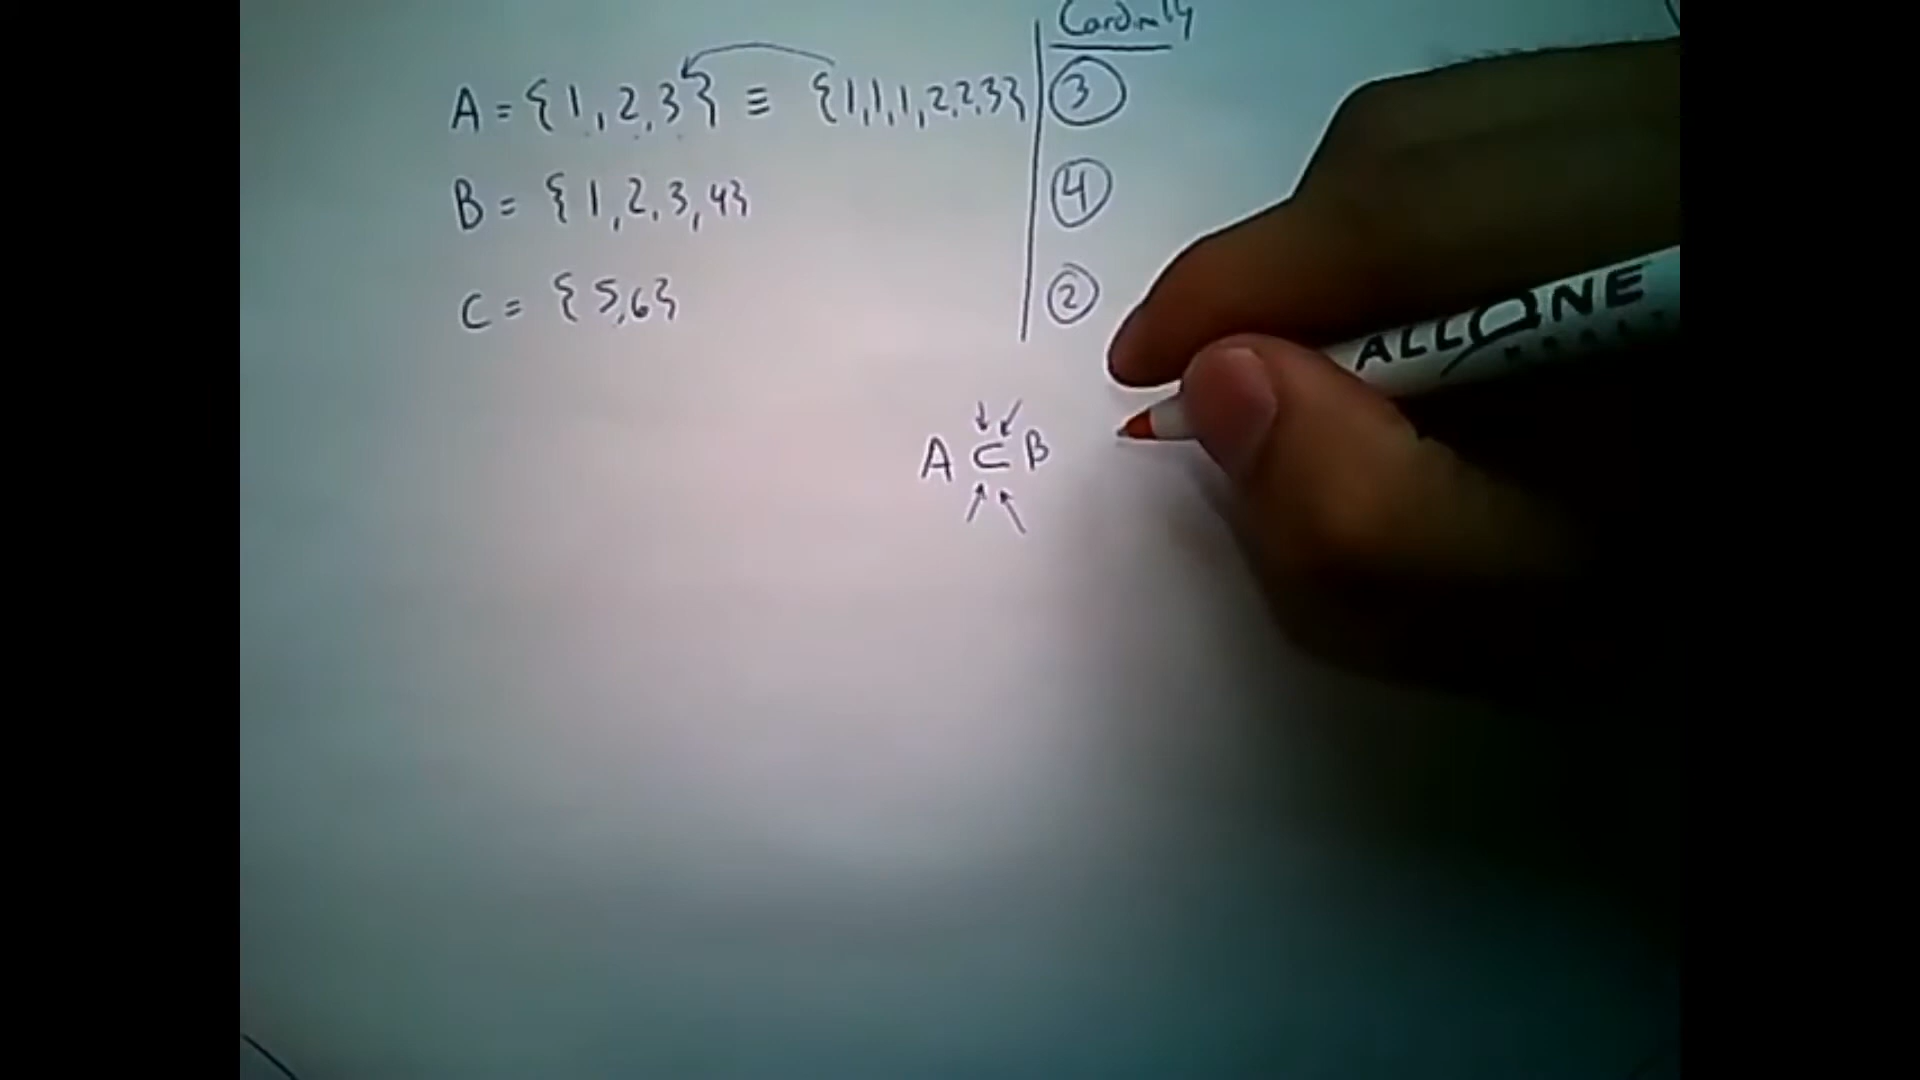 Cardinality
A = {1, 2, 3} ≡ {1,1,1,2,2,3} 3
B = {1, 2, 3, 4} 4
C = {5,6} 2
ALLONE
A ⊂ B